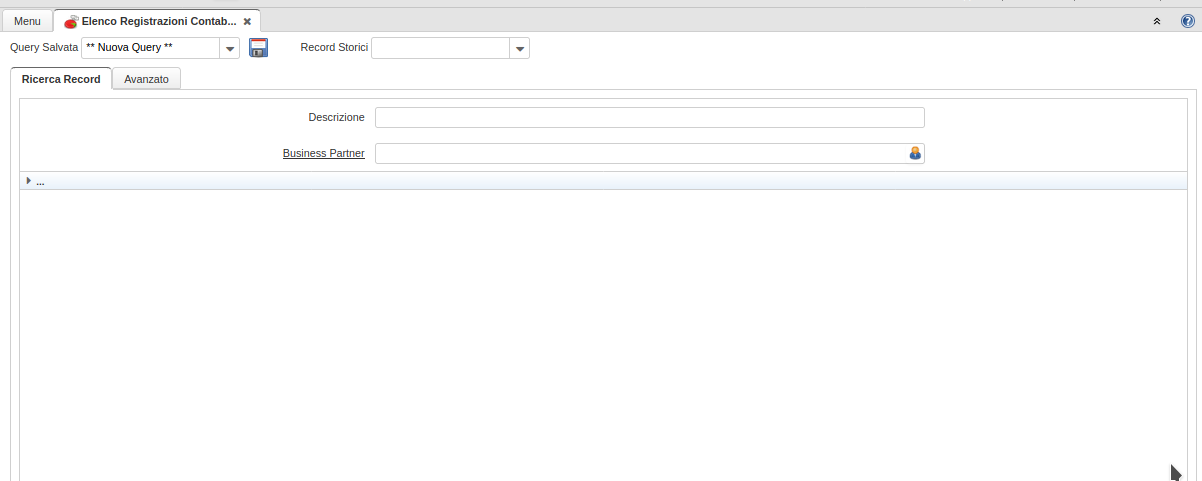 Menu
Elenco Registrazioni Contab...
Query Salvata ** Nuova Query ** Record Storici
Ricerca Record Avanzato
Descrizione
Business Partner
...